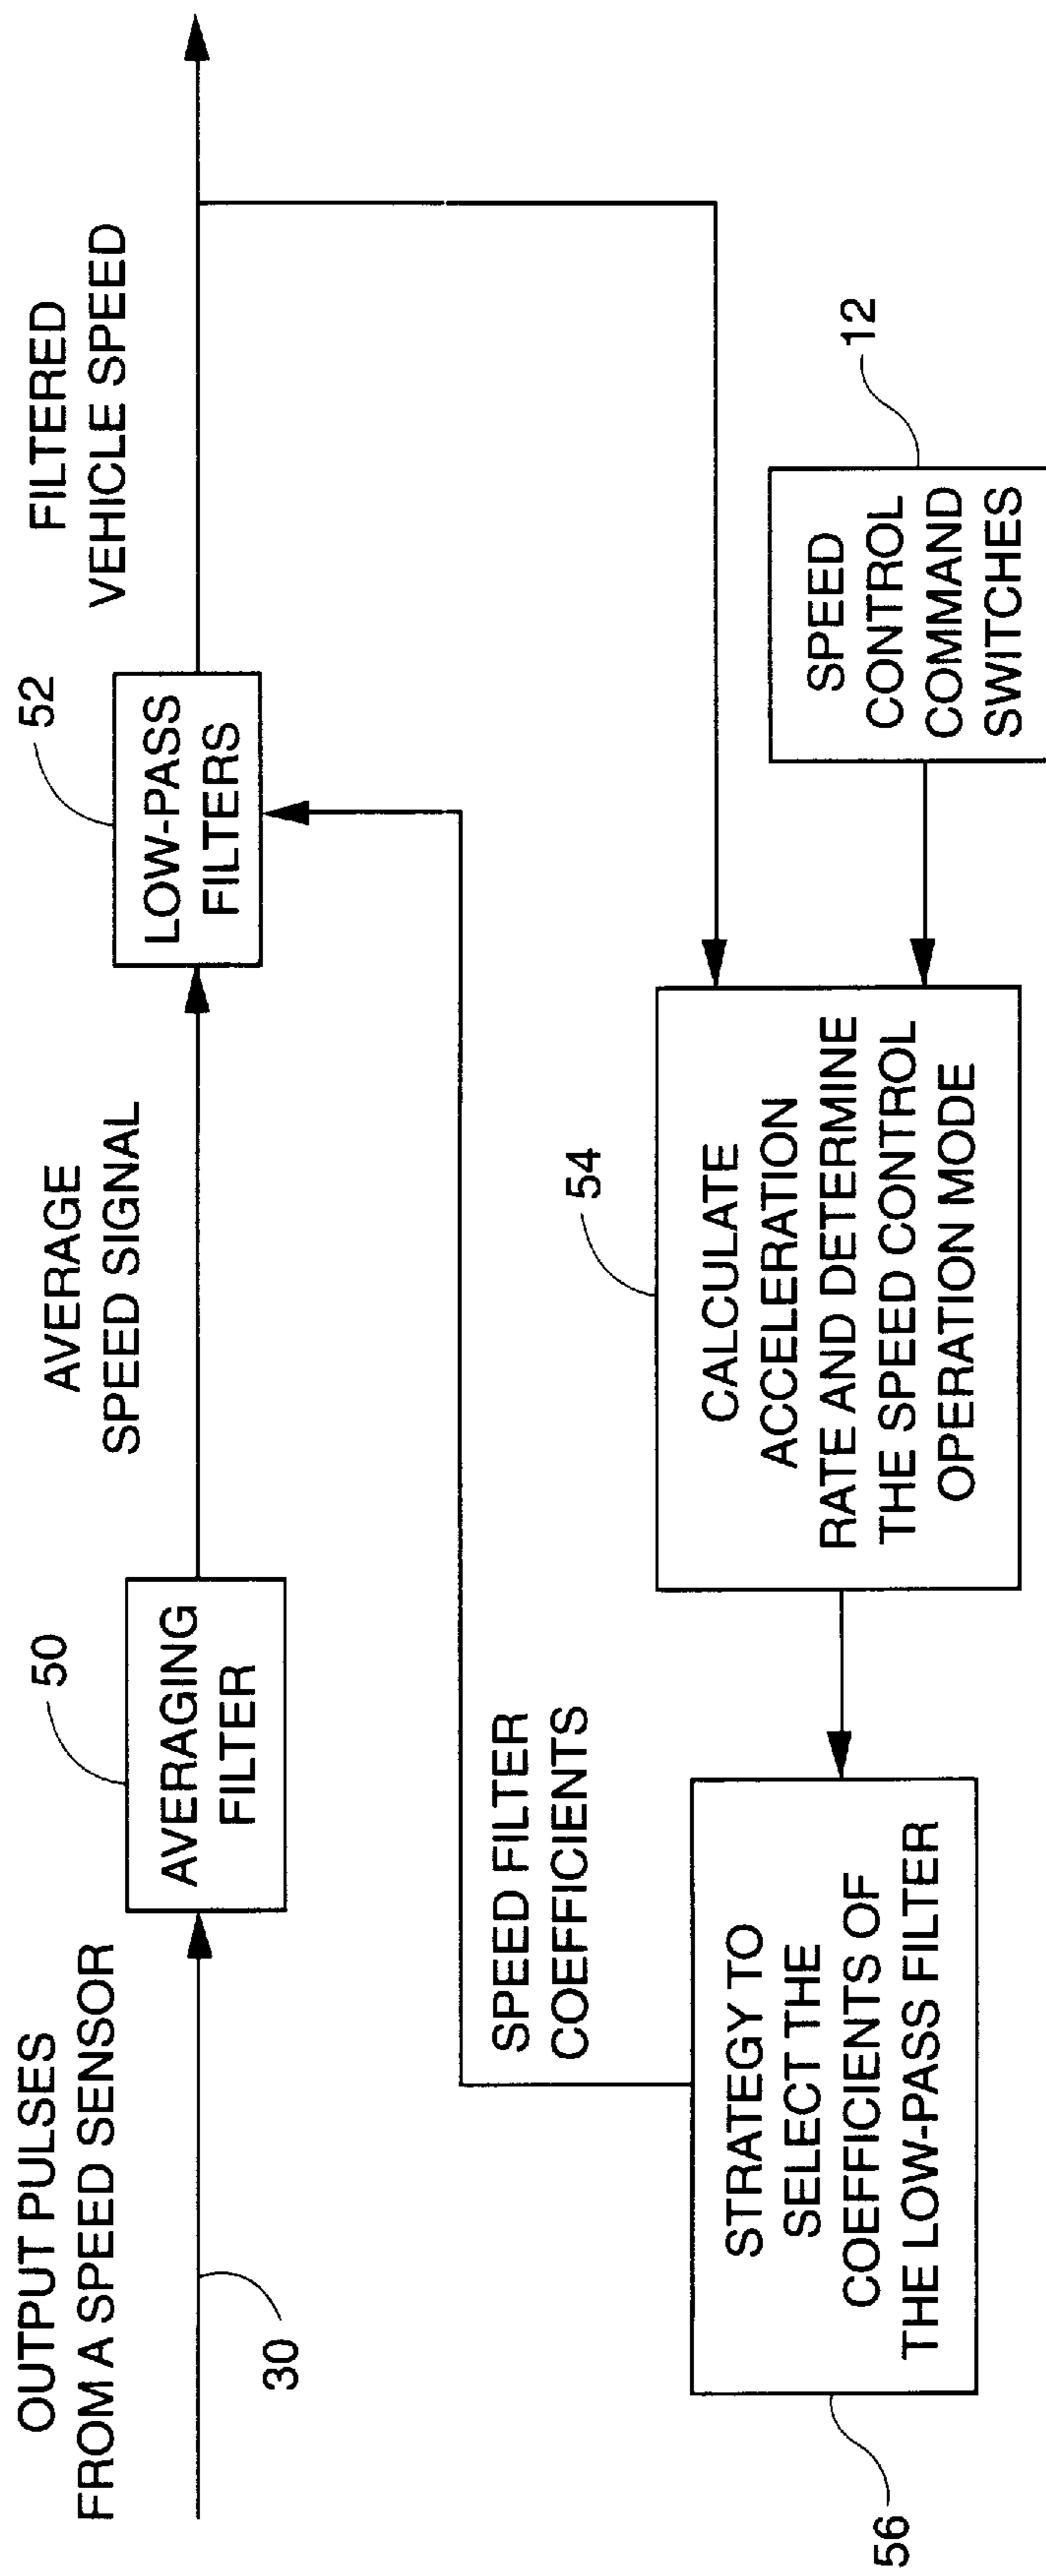 OUTPUT PULSES
FROM A SPEED SENSOR
30
50
AVERAGING
FILTER
AVERAGE
SPEED SIGNAL
52
LOW-PASS
FILTERS
FILTERED
VEHICLE SPEED
SPEED FILTER
COEFFICIENTS
56
STRATEGY TO
SELECT THE
COEFFICIENTS OF
THE LOW-PASS FILTER
54
CALCULATE
ACCELERATION
RATE AND DETERMINE
THE SPEED CONTROL
OPERATION MODE
12
SPEED
CONTROL
COMMAND
SWITCHES